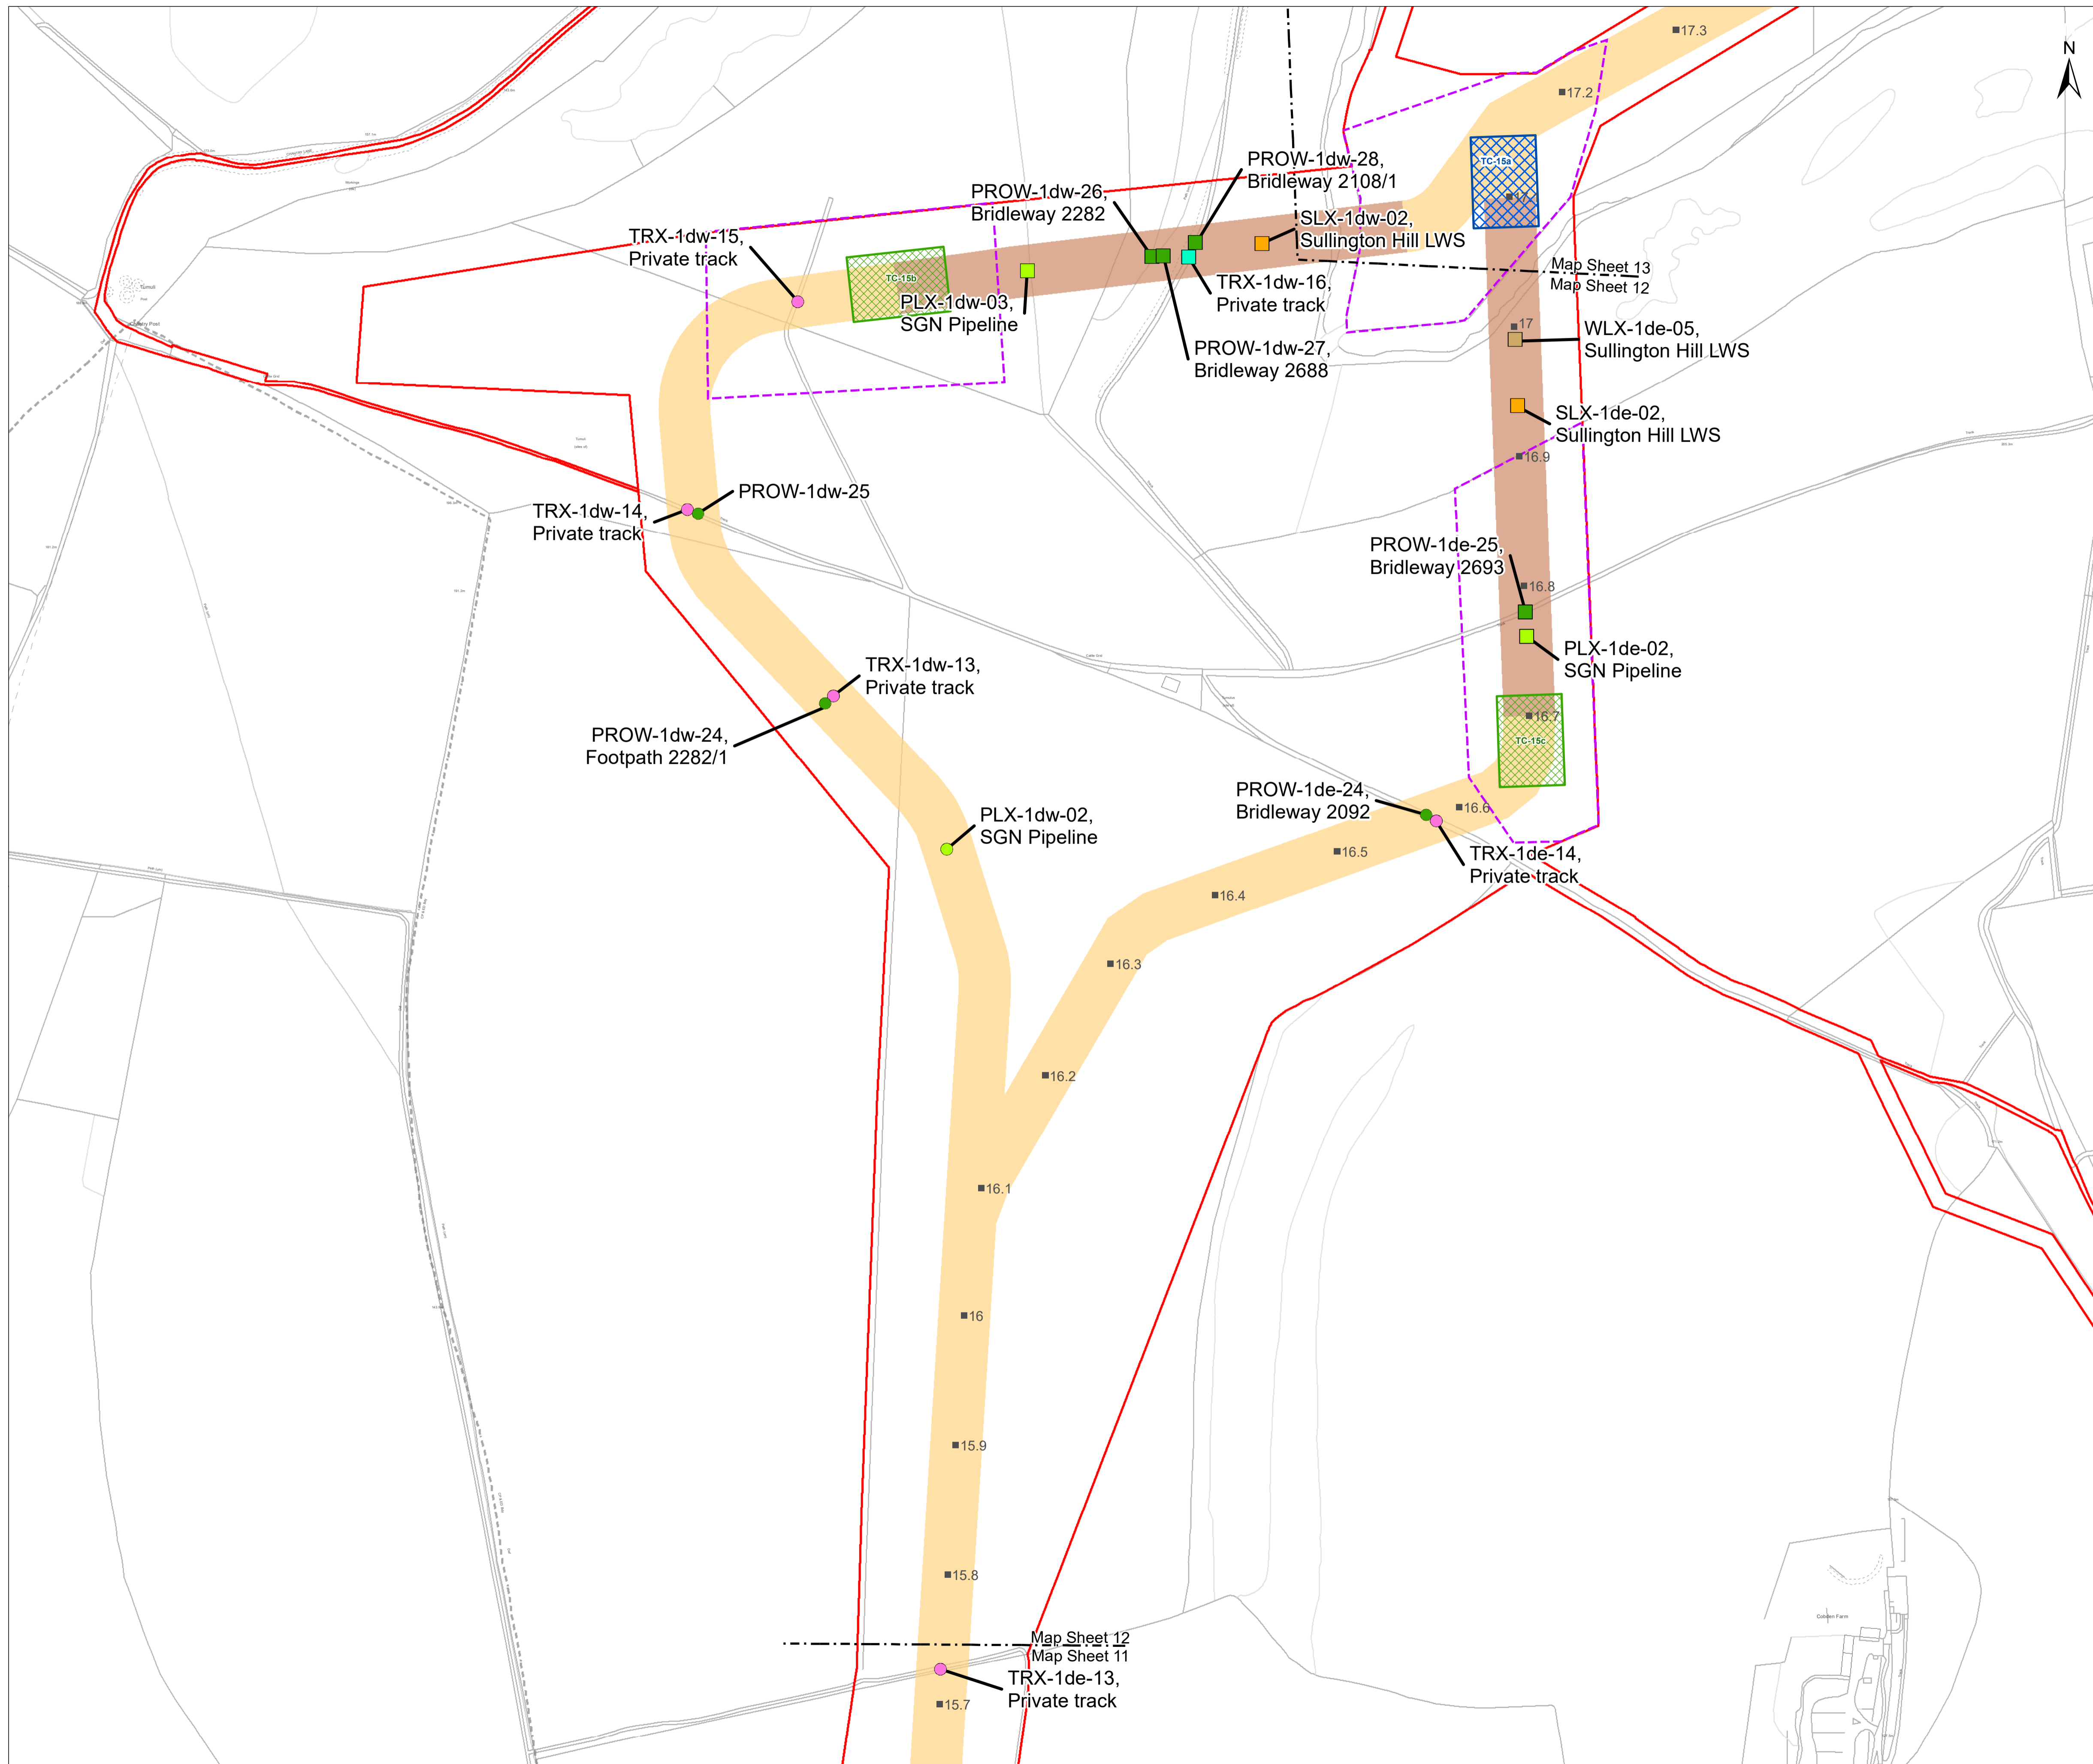 N
17.3
17.2
TC-15a
PROW-1dw-28,
Bridleway 2108/1
PROW-1dw-26,
Bridleway 2282
SLX-1dw-02,
Sullington Hill LWS
TRX-1dw-15,
Private track
TC-15b
PLX-1dw-03,
SGN Pipeline
TRX-1dw-16,
Private track
Map Sheet 13
Map Sheet 12
17
WLX-1de-05,
Sullington Hill LWS
PROW-1dw-27,
Bridleway 2688
SLX-1de-02,
Sullington Hill LWS
16.9
PROW-1dw-25
TRX-1dw-14,
Private track
PROW-1de-25,
Bridleway 2693
16.8
PLX-1de-02,
SGN Pipeline
TRX-1dw-13,
Private track
16.7
TC-15c
PROW-1dw-24,
Footpath 2282/1
PROW-1de-24,
Bridleway 2092
16.6
PLX-1dw-02,
SGN Pipeline
16.5
TRX-1de-14,
Private track
16.4
16.3
16.2
16.1
16
15.9
15.8
Cobden Farm
Map Sheet 12
Map Sheet 11
TRX-1de-13,
Private track
15.7